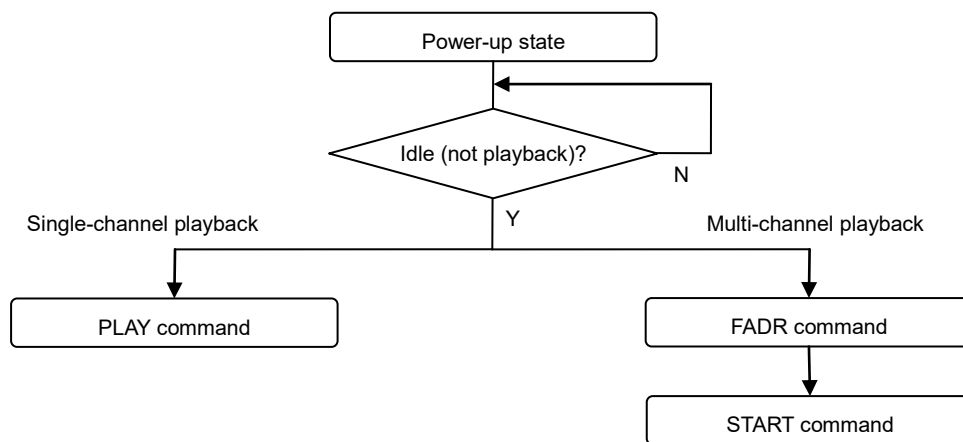 Power-up state
Idle (not playback)?
N
Y
Single-channel playback
Multi-channel playback
PLAY command
FADR command
START command